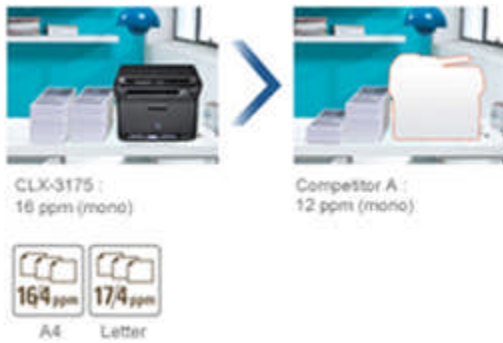 CLX-3175 :
16 ppm (mono)
Competitor A :
12 ppm (mono)
16/4 ppm
17/4 ppm
A4
Letter